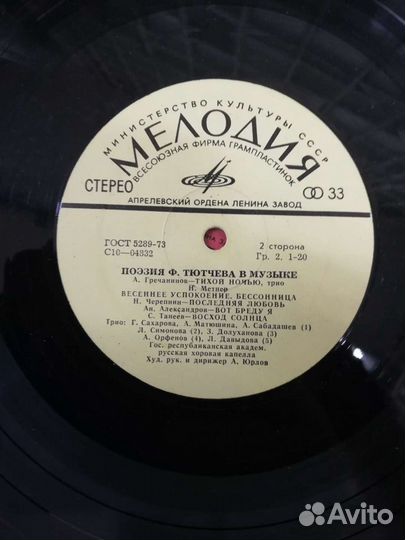 МИНИСТЕРСТВО КУЛЬТУРЫ СССР
МЕЛОДИЯ
ВСЕСОЮЗНАЯ ФИРМА ГРАМПЛАСТИНОК
СТЕРЕО
33
АПРЕЛЕВСКИЙ ОРДЕНА ЛЕНИНА ЗАВОД
ГОСТ 5289-73
2 сторона
С10—04832
Гр. 2. 1-20
ПОЭЗИЯ Ф. ТЮТЧЕВА В МУЗЫКЕ
А. Гречанинов—ТИХОЙ НОЧЬЮ, трио
Н. Метнер
ВЕСЕННЕЕ УСПОКОЕНИЕ, БЕССОННИЦА
Н. Черепнин—ПОСЛЕДНЯЯ ЛЮБОВЬ
Ан. Александров—ВОТ БРЕДУ Я
С. Танеев—ВОСХОД СОЛНЦА
Трио: Г. Сахарова, А. Матюшина, А. Сабадашев (1)
Л. Симонова (2), З. Долуханова (3)
А. Орфенов (4), Л. Давыдова (5)
Гос. республиканская академ.
русская хоровая капелла
Худ. рук. и дирижер А. Юрлов
Avito